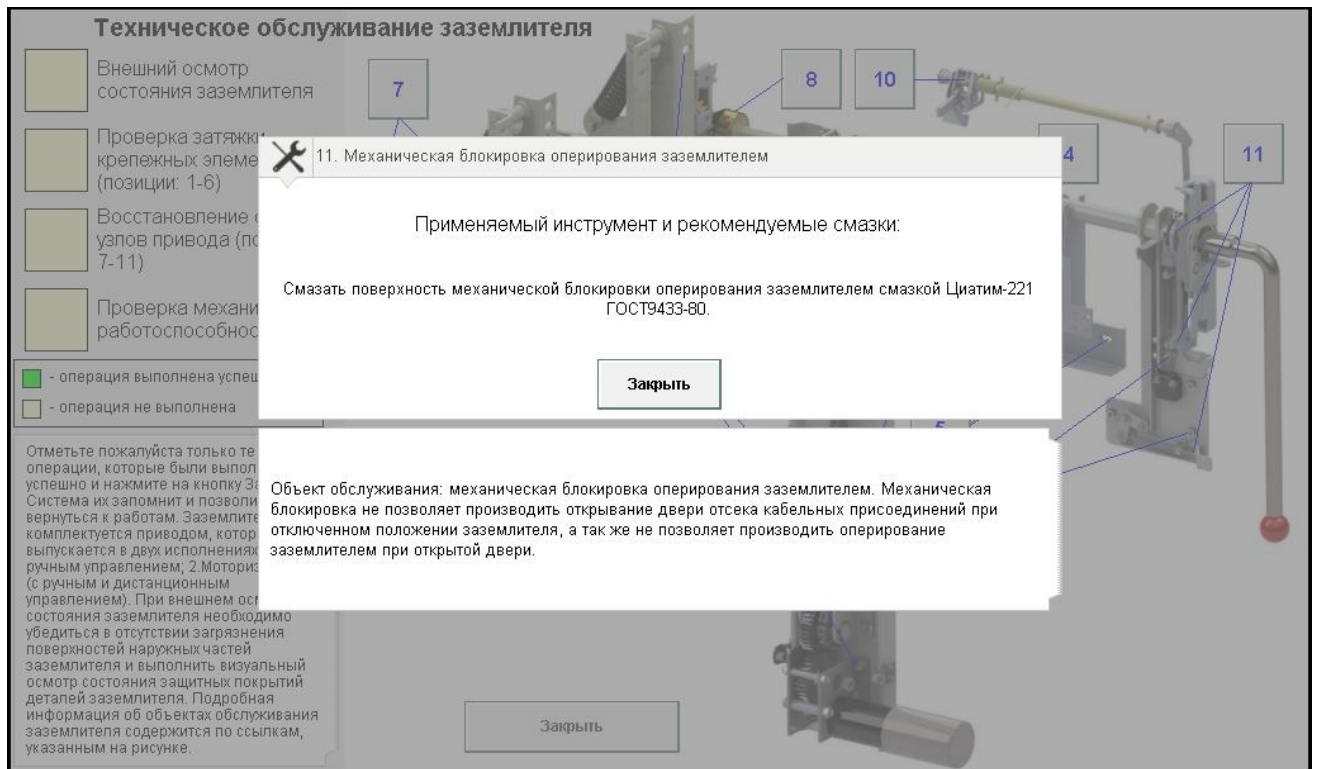 Техническое обслуживание заземлителя
Внешний осмотр
состояния заземлителя
Проверка затяжки
крепежных элеме
(позиции: 1-6)
Восстановление
узлов привода (по
7-11)
Проверка механи
работоспособнос
- операция выполнена успеш
- операция не выполнена
Отметьте пожалуйста только те
операции, которые были выпол
успешно и нажмите на кнопку За
Система их запомнит и позволи
вернуться к работам. Заземлите
комплектуется приводом, котор
выпускается в двух исполнениях
ручным управлением; 2.Моториз
(с ручным и дистанционным
управлением). При внешнем осм
состояния заземлителя необходимо
убедиться в отсутствии загрязнения
поверхностей наружных частей
заземлителя и выполнить визуальный
осмотр состояния защитных покрытий
деталей заземлителя. Подробная
информация об объектах обслуживания
заземлителя содержится по ссылкам,
указанным на рисунке.
7
8
10
4
11
11. Механическая блокировка оперирования заземлителем
Применяемый инструмент и рекомендуемые смазки:
Смазать поверхность механической блокировки оперирования заземлителем смазкой Циатим-221
ГОСТ9433-80.
Закрыть
5
Объект обслуживания: механическая блокировка оперирования заземлителем. Механическая
блокировка не позволяет производить открывание двери отсека кабельных присоединений при
отключенном положении заземлителя, а так же не позволяет производить оперирование
заземлителем при открытой двери.
Закрыть